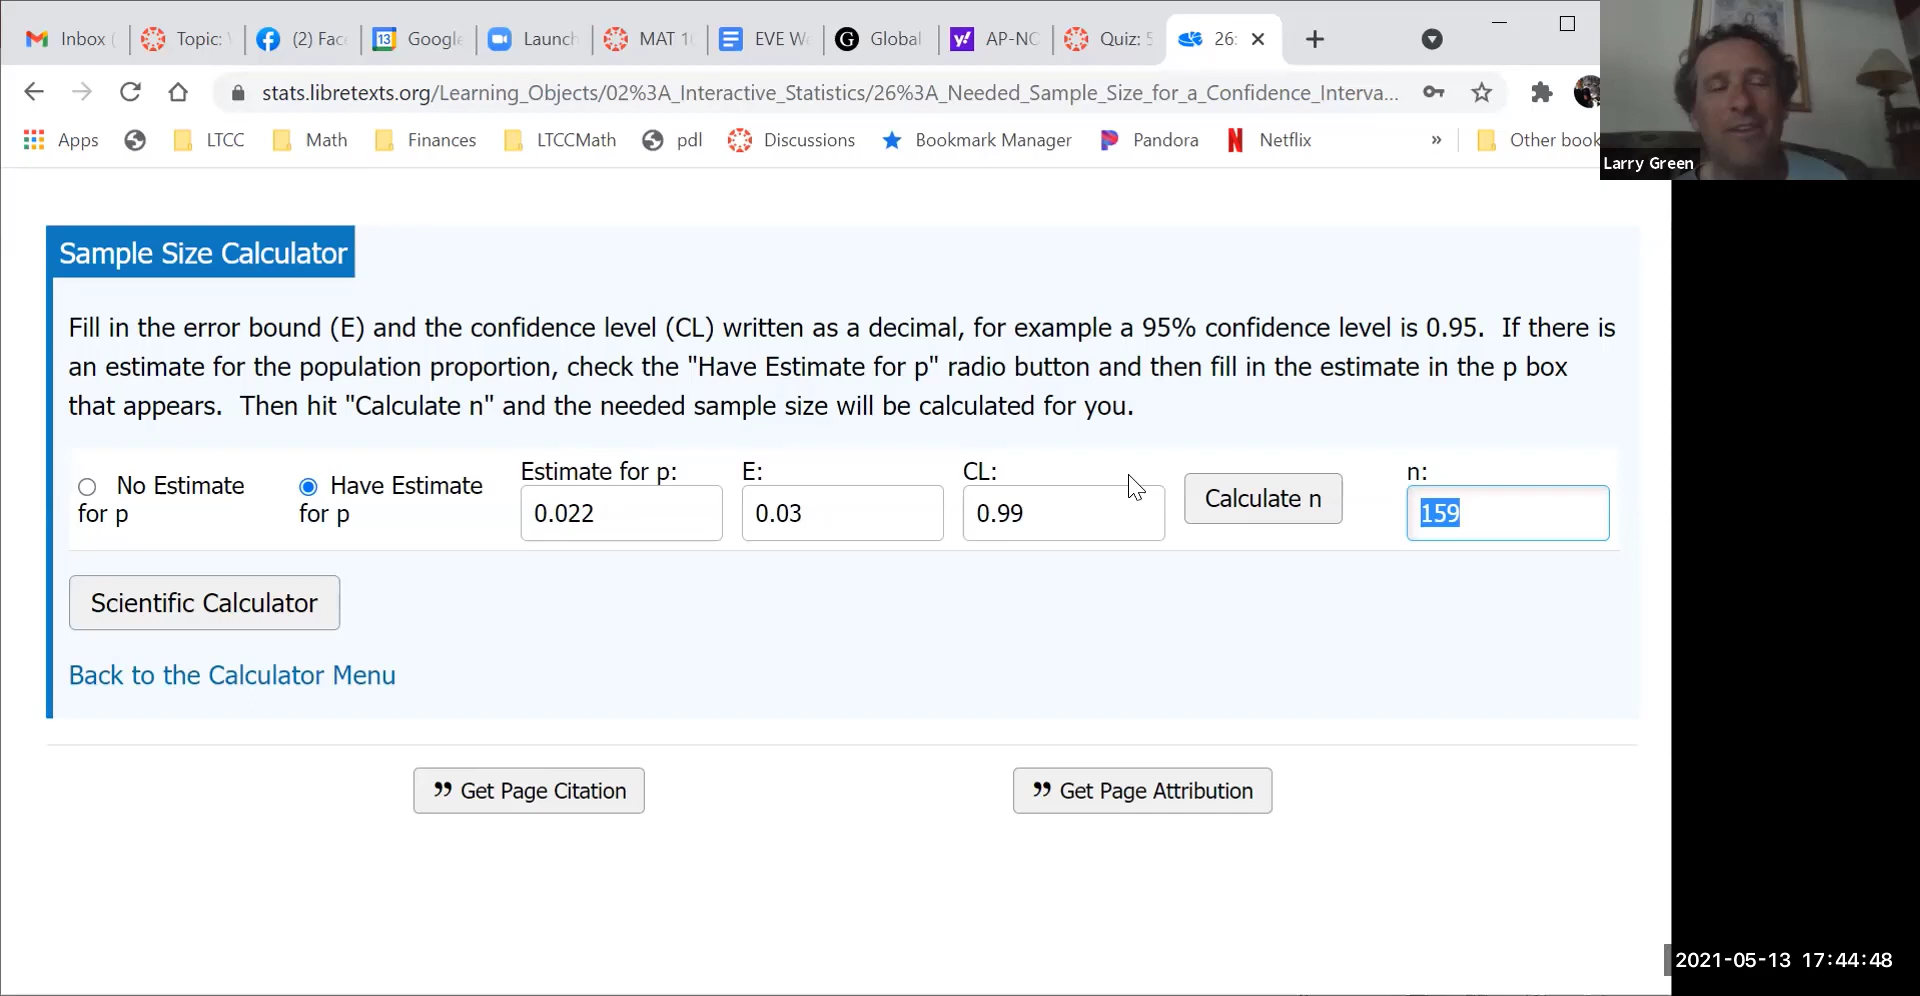 Inbox (
Topic:
(2) Fac
Google
Launch
MAT 1
EVE W
Global
AP-NC
Quiz: 5
26:
stats.libretexts.org/Learning_Objects/02%3A_Interactive_Statistics/26%3A_Needed_Sample_Size_for_a_Confidence_Interva...
Apps
LTCC
Math
Finances
LTCCMath
pdl
Discussions
Bookmark Manager
Pandora
Netflix
»
Other book
Larry Green
Sample Size Calculator
Fill in the error bound (E) and the confidence level (CL) written as a decimal, for example a 95% confidence level is 0.95. If there is
an estimate for the population proportion, check the "Have Estimate for p" radio button and then fill in the estimate in the p box
that appears. Then hit "Calculate n" and the needed sample size will be calculated for you.
No Estimate
for p
Have Estimate
for p
Estimate for p:
0.022
E:
0.03
CL:
0.99
Calculate n
n:
159
Scientific Calculator
Back to the Calculator Menu
Get Page Citation
Get Page Attribution
2021-05-13 17:44:48